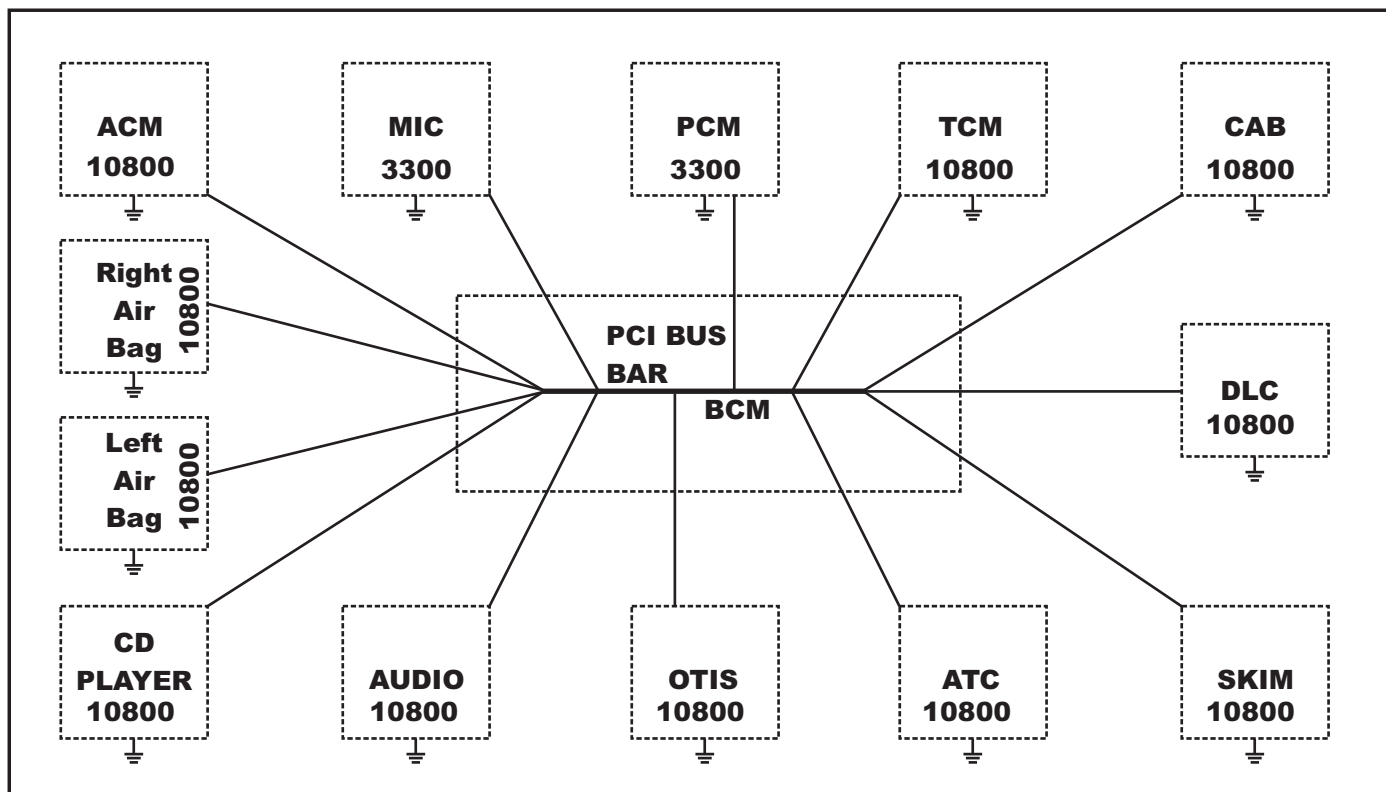 ACM
10800
MIC
3300
PCM
3300
TCM
10800
CAB
10800
Right
Air
Bag
10800
PCI BUS
BAR
BCM
DLC
10800
Left
Air
Bag
10800
CD
PLAYER
10800
AUDIO
10800
OTIS
10800
ATC
10800
SKIM
10800